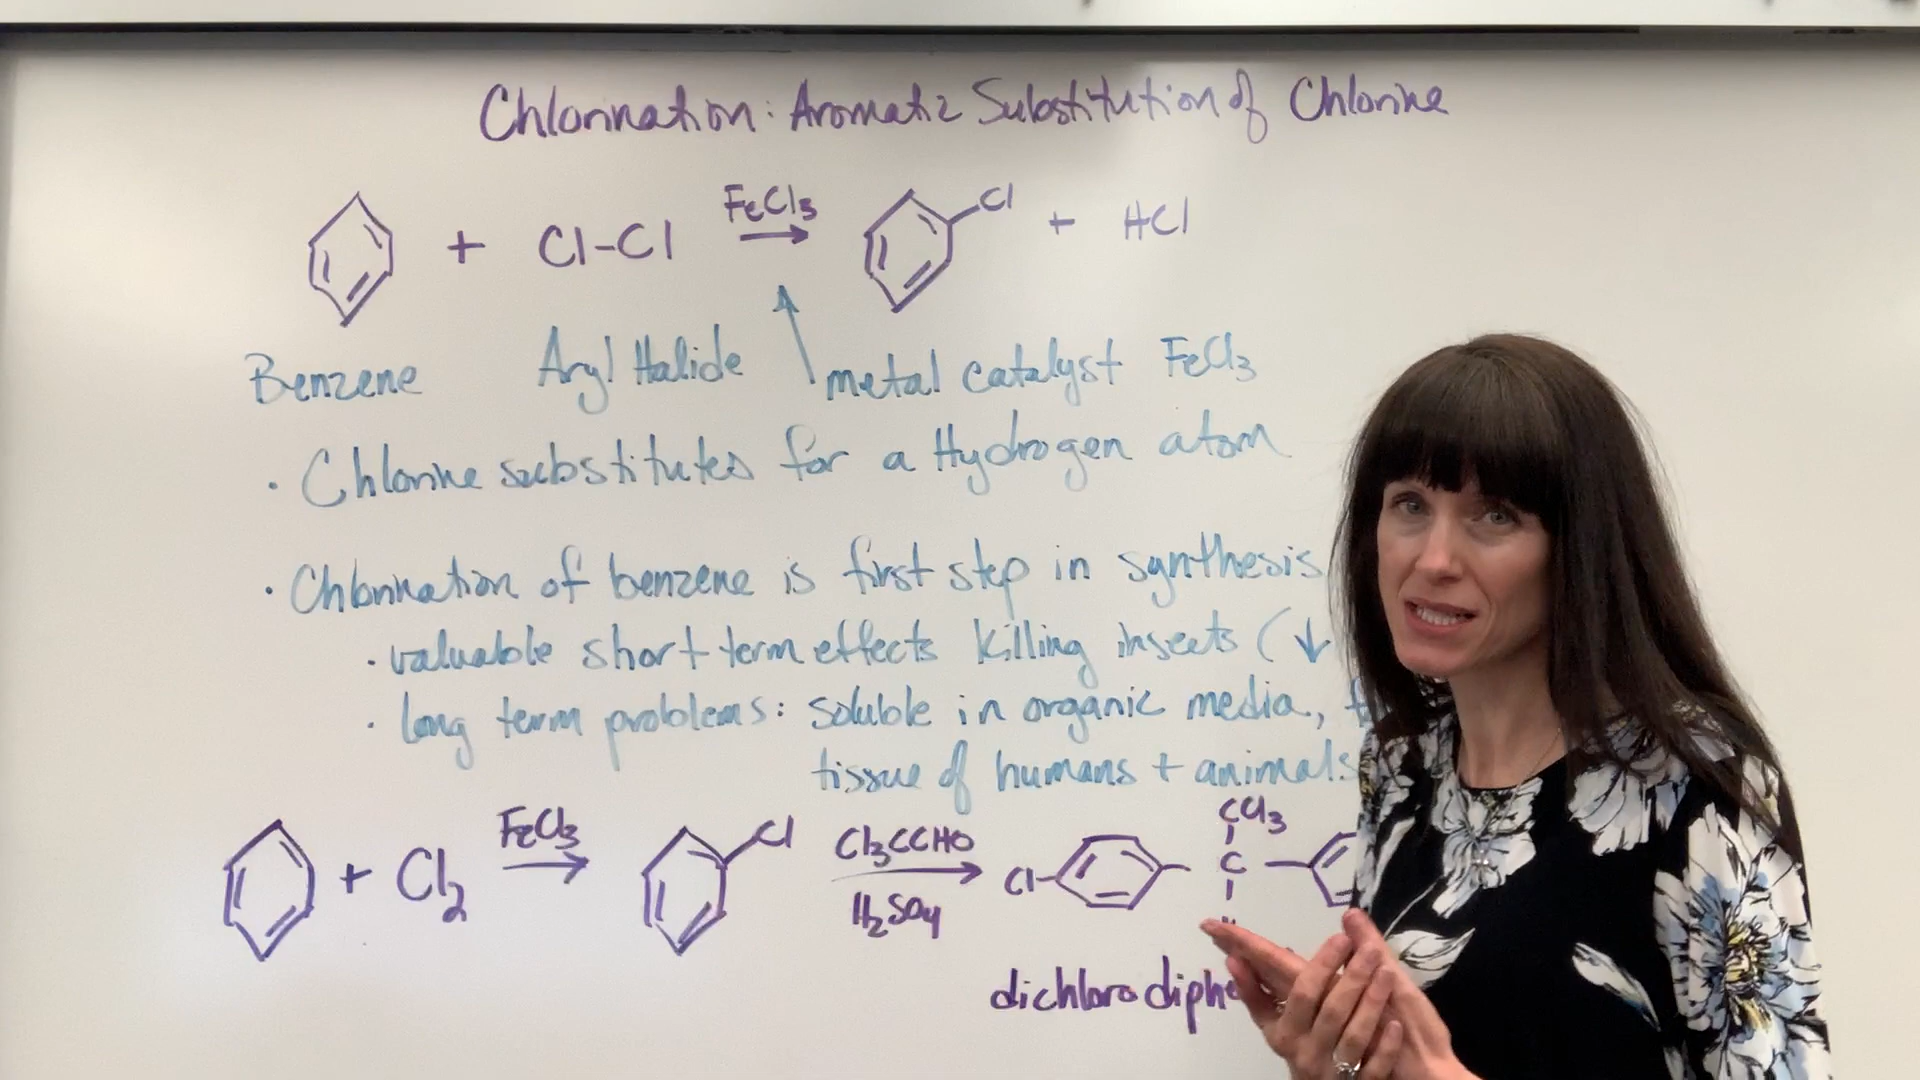 Chlorination: Aromatic Substitution of Chlorine
+ Cl-Cl FeCl3 → Cl + HCl
Benzene Aryl Halide metal catalyst FeCl3
· Chlorine substitutes for a Hydrogen atom
· Chlorination of benzene is first step in synthesis
· valuable short term effects killing insects (↓
· long term problems: soluble in organic media,
tissue of humans + animals
+ Cl2 FeCl3 → Cl Cl3CCHO H2SO4 → Cl C CCl3
dichlorodiphe